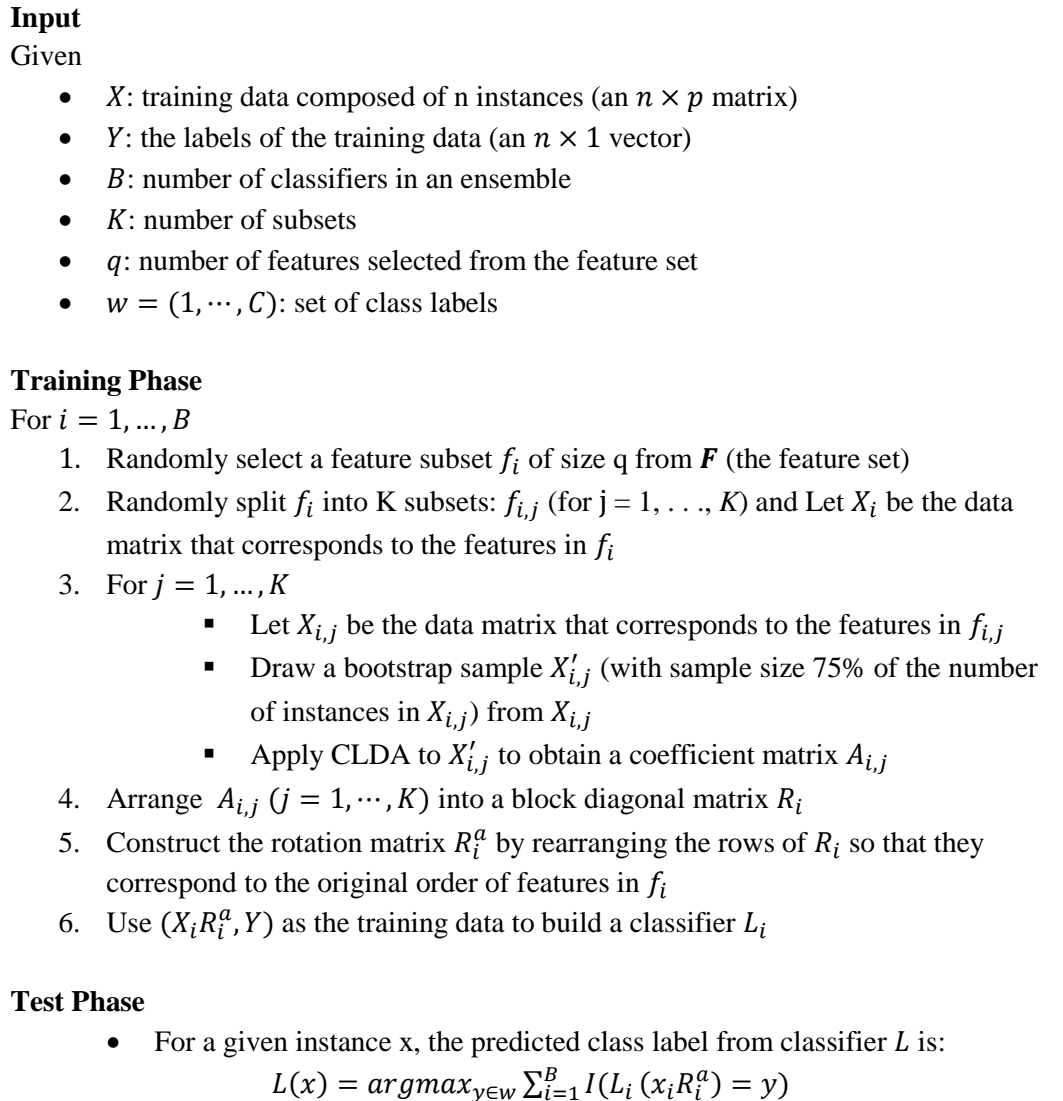 Input
Given
• X: training data composed of n instances (an n × p matrix)
• Y: the labels of the training data (an n × 1 vector)
• B: number of classifiers in an ensemble
• K: number of subsets
• q: number of features selected from the feature set
• w = (1, ⋯ , C): set of class labels
Training Phase
For i = 1, … , B
1. Randomly select a feature subset f_i of size q from F (the feature set)
2. Randomly split f_i into K subsets: f_{i,j} (for j = 1, . . ., K) and Let X_i be the data
matrix that corresponds to the features in f_i
3. For j = 1, … , K
▪ Let X_{i,j} be the data matrix that corresponds to the features in f_{i,j}
▪ Draw a bootstrap sample X′_{i,j} (with sample size 75% of the number
of instances in X_{i,j}) from X_{i,j}
▪ Apply CLDA to X′_{i,j} to obtain a coefficient matrix A_{i,j}
4. Arrange A_{i,j} (j = 1, ⋯ , K) into a block diagonal matrix R_i
5. Construct the rotation matrix R_i^a by rearranging the rows of R_i so that they
correspond to the original order of features in f_i
6. Use (X_i R_i^a, Y) as the training data to build a classifier L_i
Test Phase
• For a given instance x, the predicted class label from classifier L is:
L(x) = argmax_{y∈w} ∑_{i=1}^{B} I(L_i (x_i R_i^a) = y)